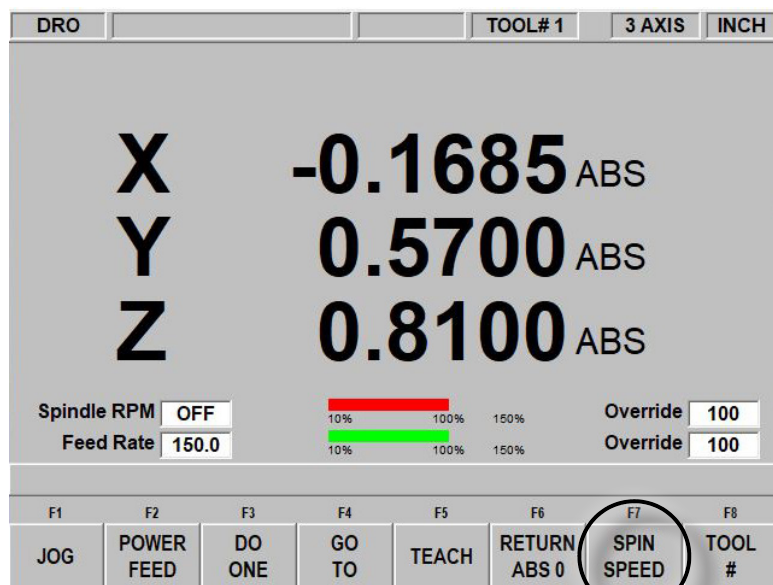 DRO TOOL# 1 3 AXIS INCH
X -0.1685 ABS
Y 0.5700 ABS
Z 0.8100 ABS
Spindle RPM OFF 10% 100% 150% Override 100
Feed Rate 150.0 10% 100% 150% Override 100
F1 F2 F3 F4 F5 F6 F7 F8
JOG POWER FEED DO ONE GO TO TEACH RETURN ABS 0 SPIN SPEED TOOL #